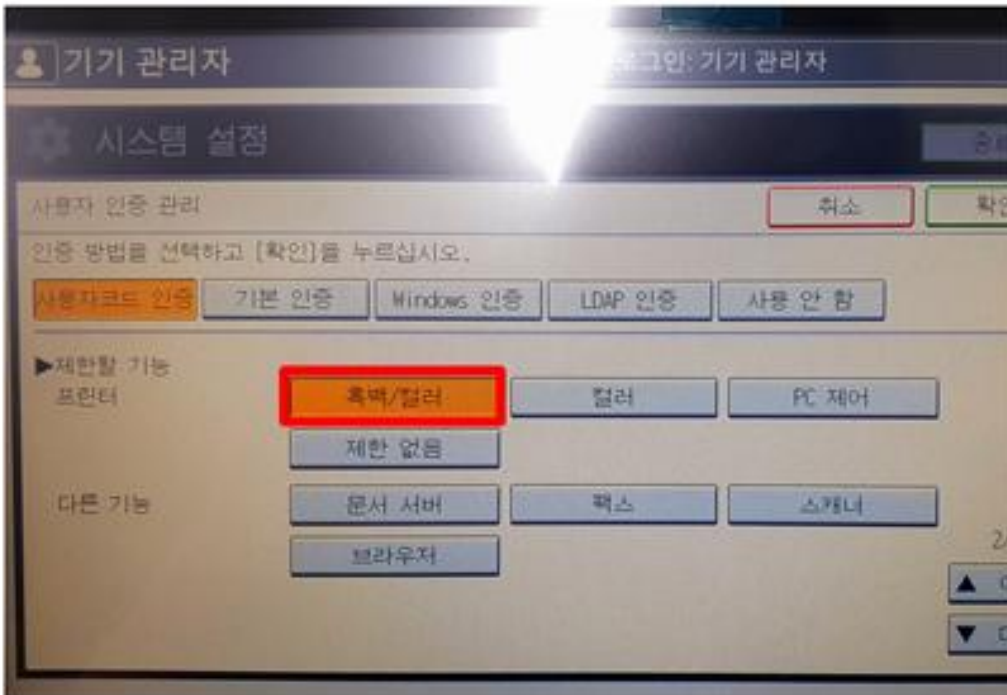 기기 관리자
로그인: 기기 관리자
시스템 설정
사용자 인증 관리
취소
인증 방법을 선택하고 [확인]을 누르십시오.
사용자코드 인증 기본 인증 Windows 인증 LDAP 인증 사용 안 함
▶제한할 기능
프린터 흑백/컬러 컬러 PC 제어
제한 없음
다른 기능 문서 서버 팩스 스캐너
브라우저
▲
▼